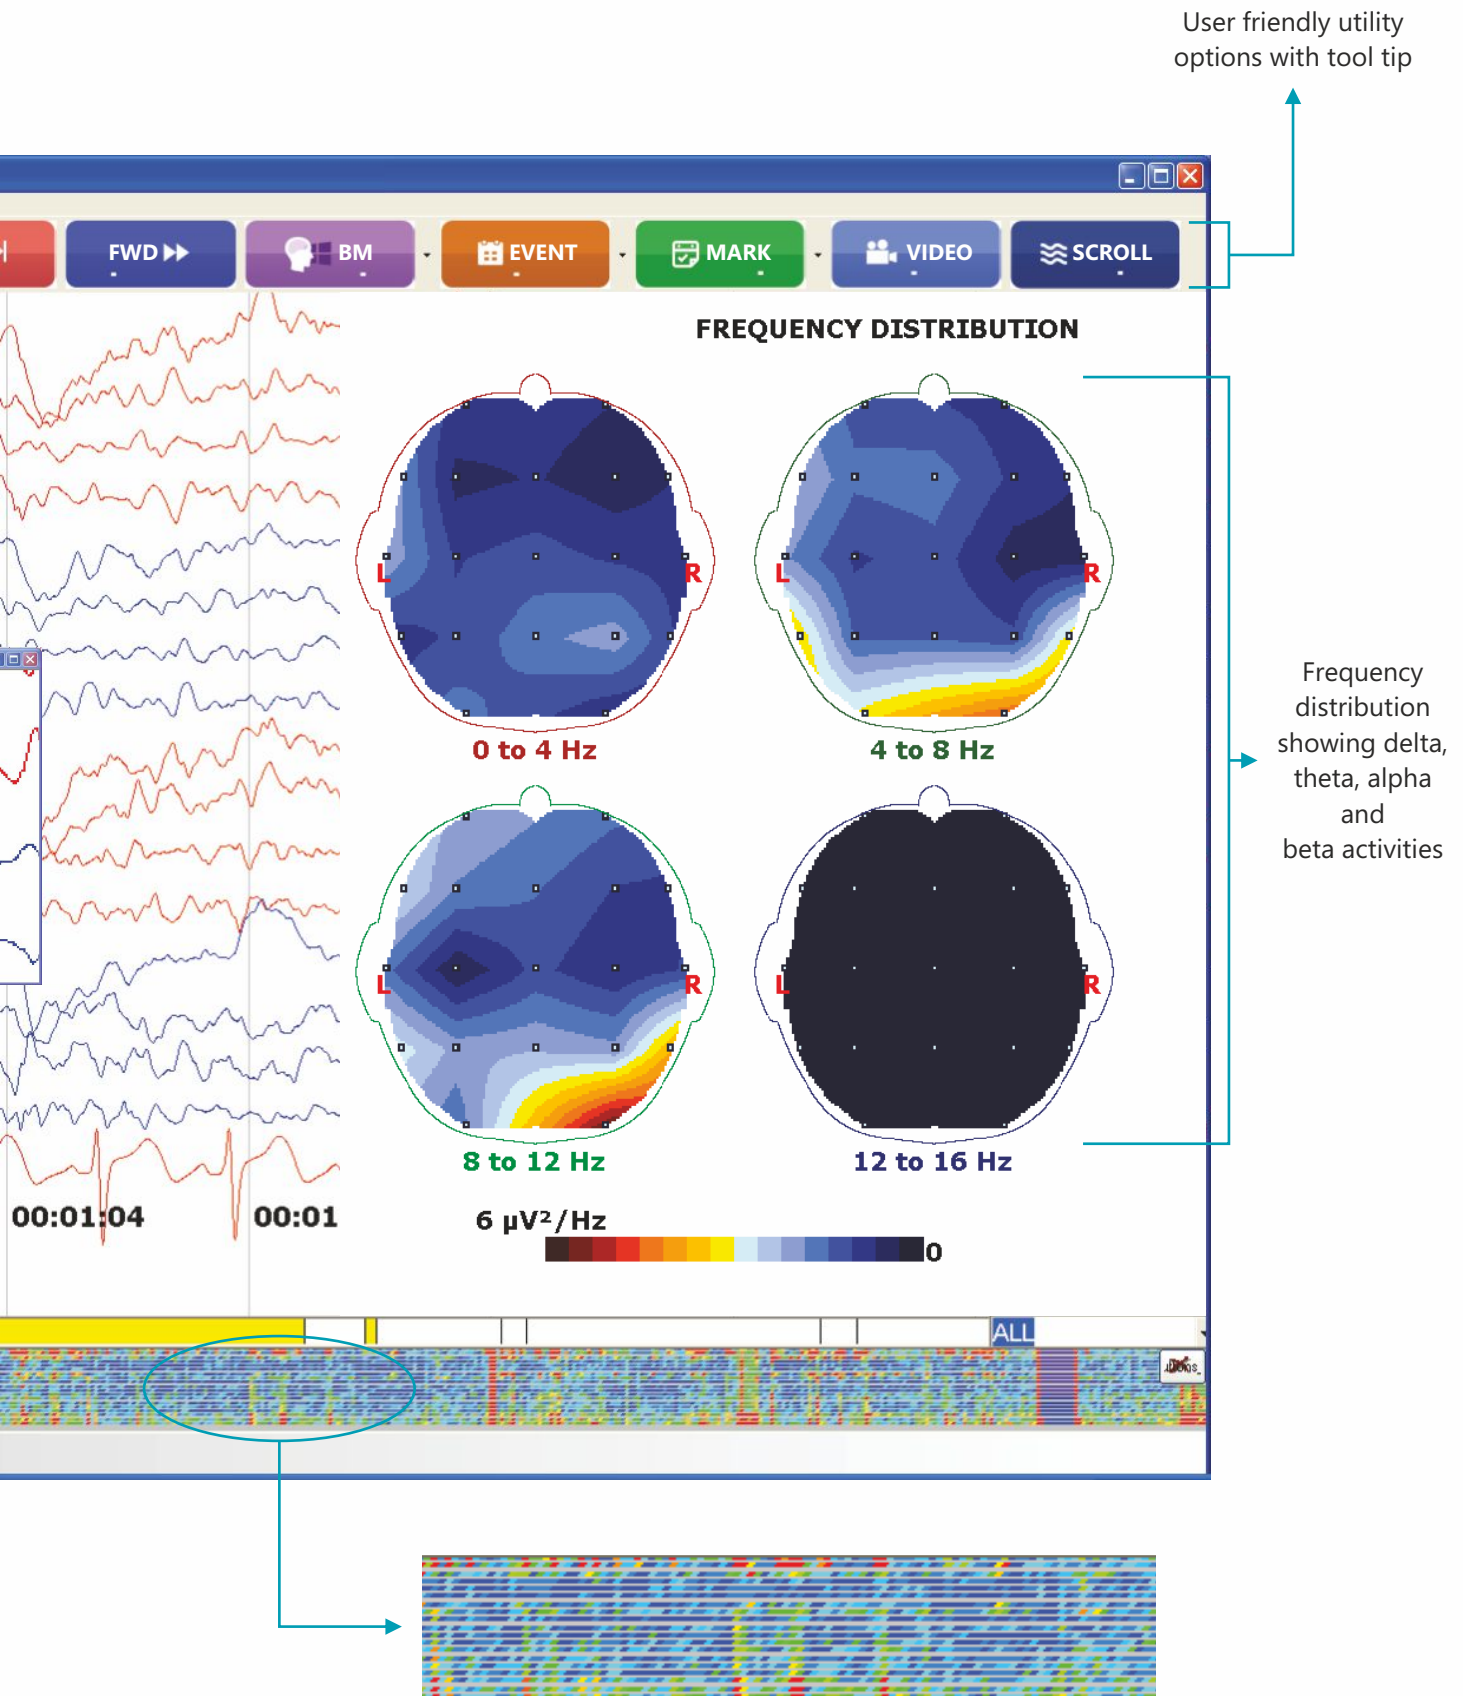 User friendly utility
options with tool tip
FWD
BM
EVENT
MARK
VIDEO
SCROLL
FREQUENCY DISTRIBUTION
L
R
L
R
0 to 4 Hz
4 to 8 Hz
Frequency
distribution
showing delta,
theta, alpha
and
beta activities
L
R
L
R
8 to 12 Hz
12 to 16 Hz
00:01:04
00:01
6 µV²/Hz
0
ALL